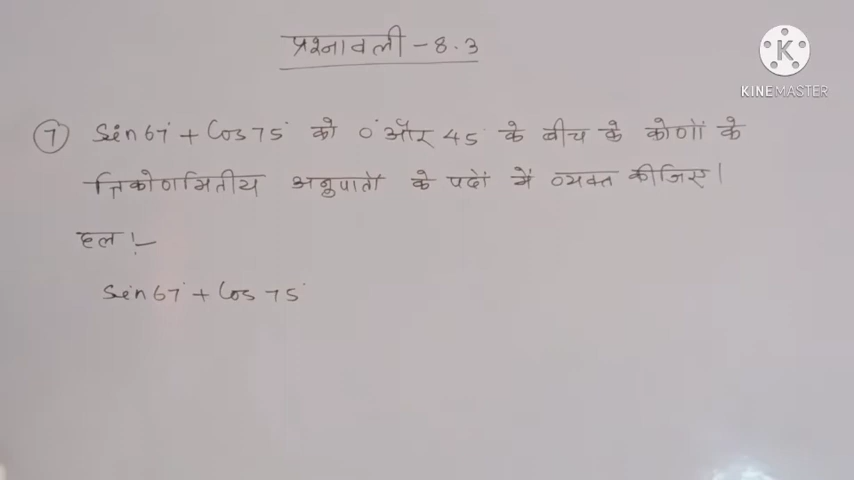 प्रश्नावली - 8.3
KINEMASTER
⑦ Sin 67° + Cos 75° को 0° और 45° के बीच के कोणों के
त्रिकोणमितीय अनुपातों के पदों में व्यक्त कीजिए।
हल :-
Sin 67° + Cos 75°